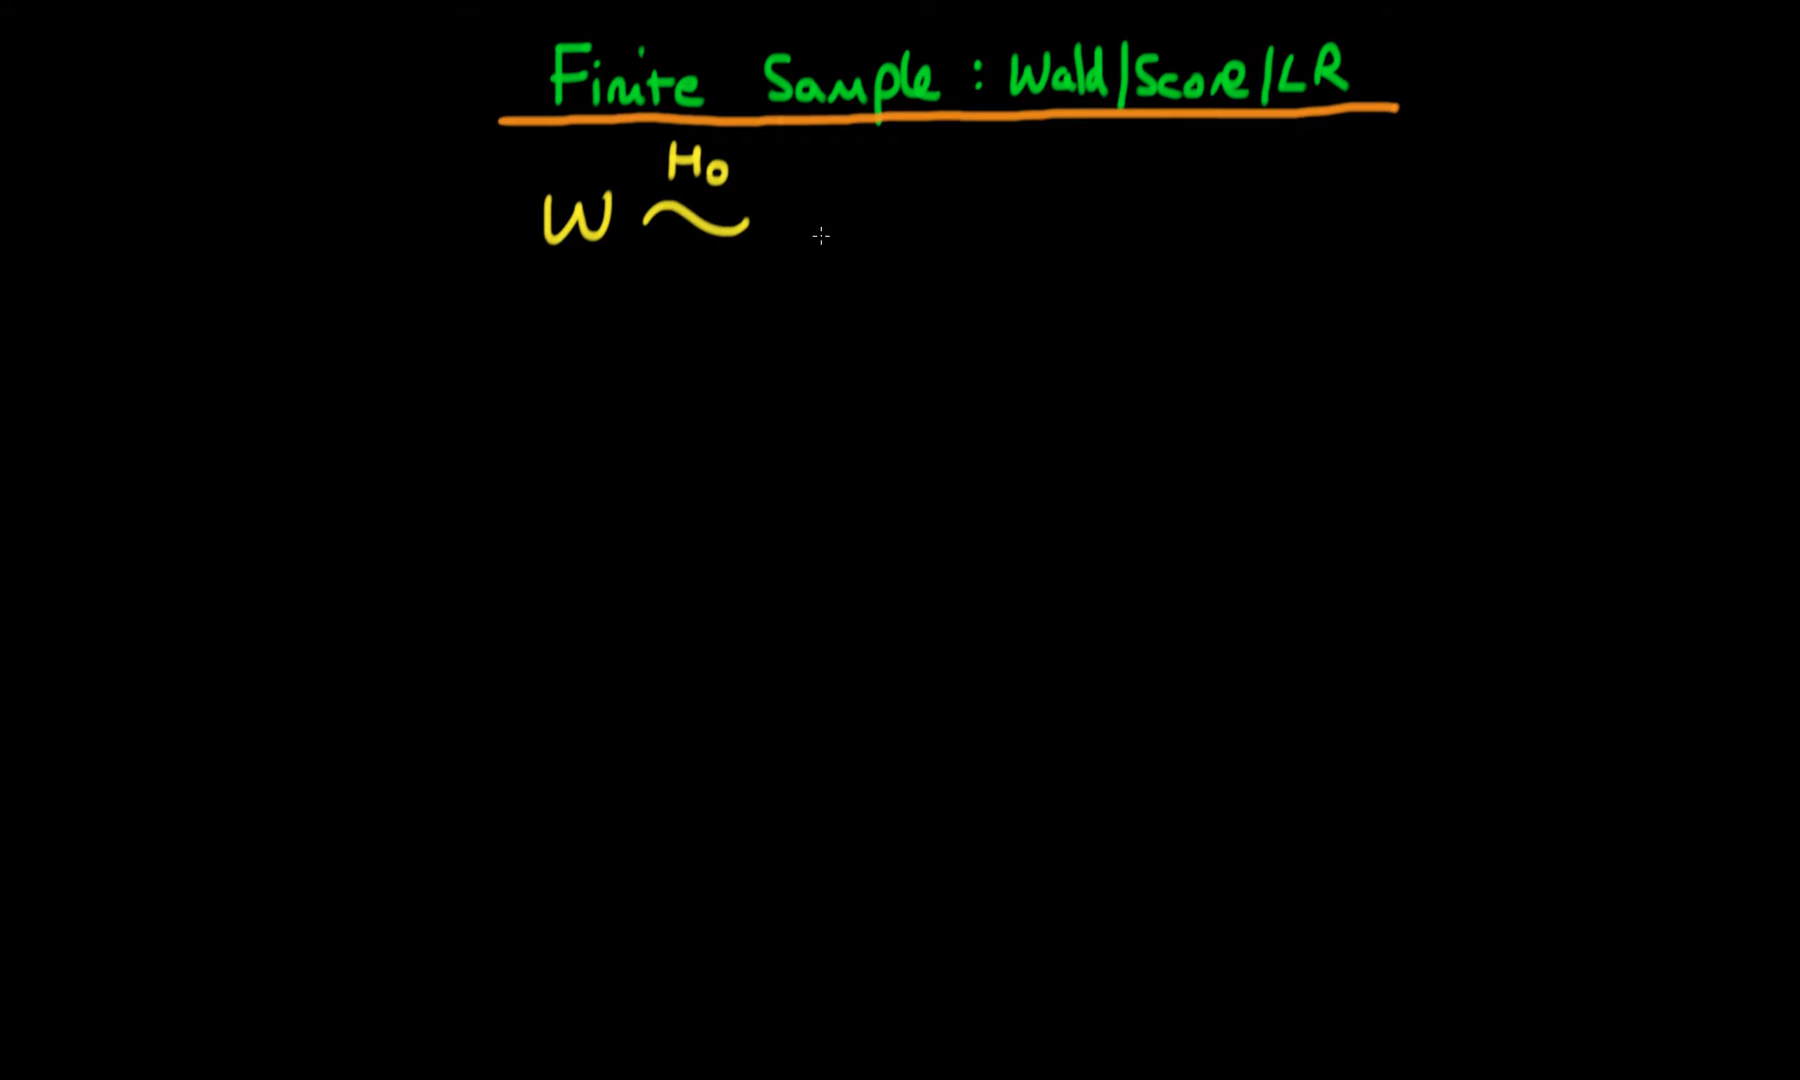 Finite Sample : Wald/Score/LR
H₀
W ~